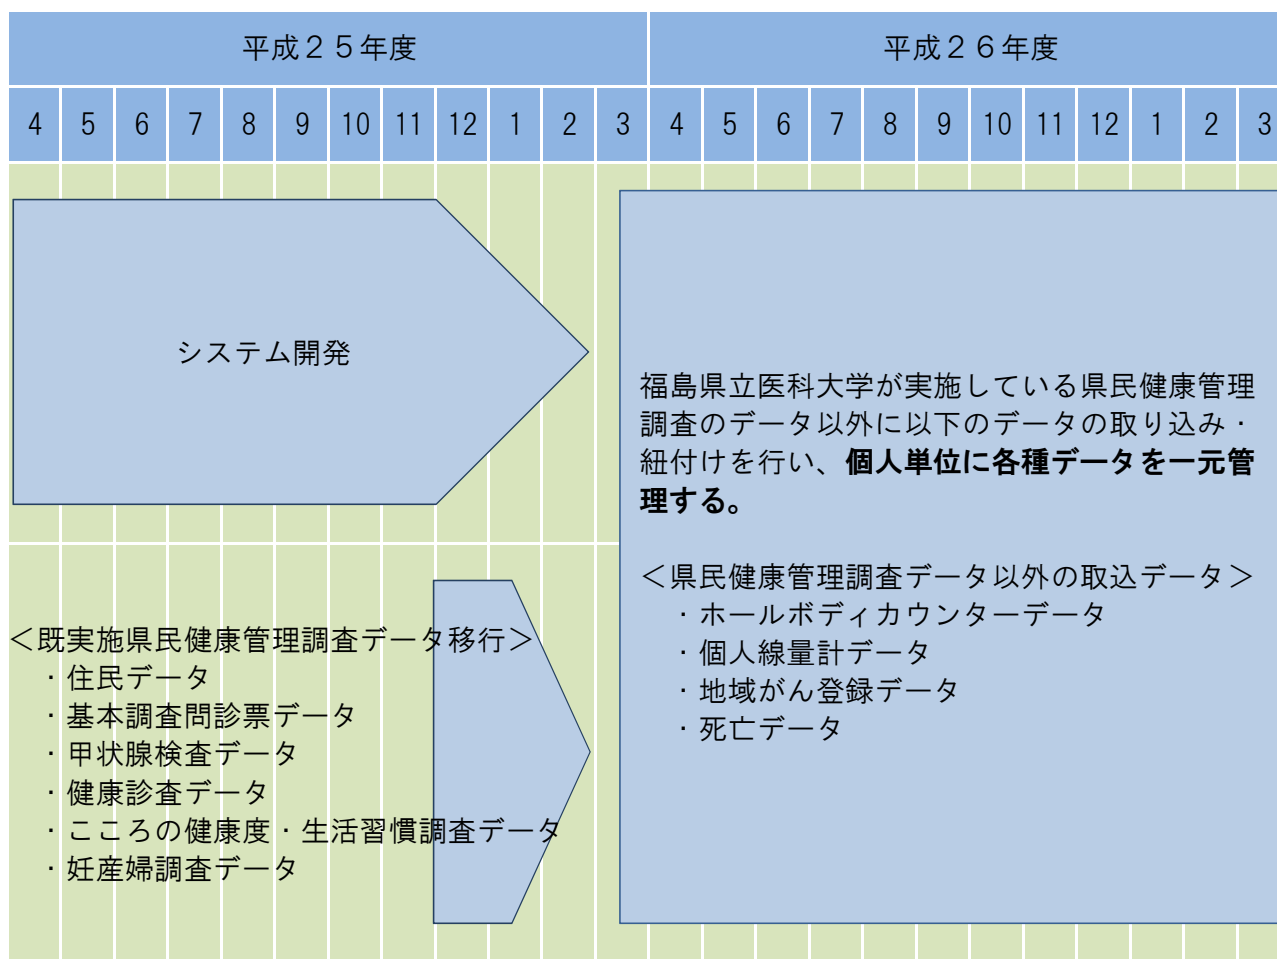 平成２５年度 平成２６年度
4 5 6 7 8 9 10 11 12 1 2 3 4 5 6 7 8 9 10 11 12 1 2 3
システム開発
＜既実施県民健康管理調査データ移行＞
・住民データ
・基本調査問診票データ
・甲状腺検査データ
・健康診査データ
・こころの健康度・生活習慣調査データ
・妊産婦調査データ
福島県立医科大学が実施している県民健康管理
調査のデータ以外に以下のデータの取り込み・
紐付けを行い、個人単位に各種データを一元管
理する。
＜県民健康管理調査データ以外の取込データ＞
・ホールボディカウンターデータ
・個人線量計データ
・地域がん登録データ
・死亡データ